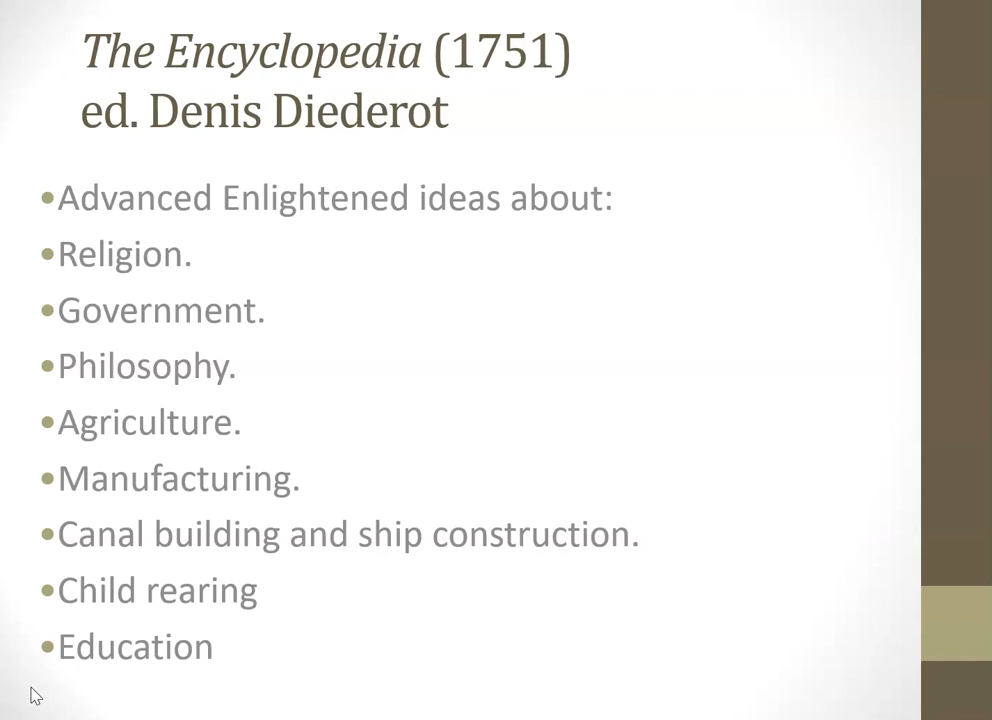 The Encyclopedia (1751)
ed. Denis Diederot
•Advanced Enlightened ideas about:
•Religion.
•Government.
•Philosophy.
•Agriculture.
•Manufacturing.
•Canal building and ship construction.
•Child rearing
•Education